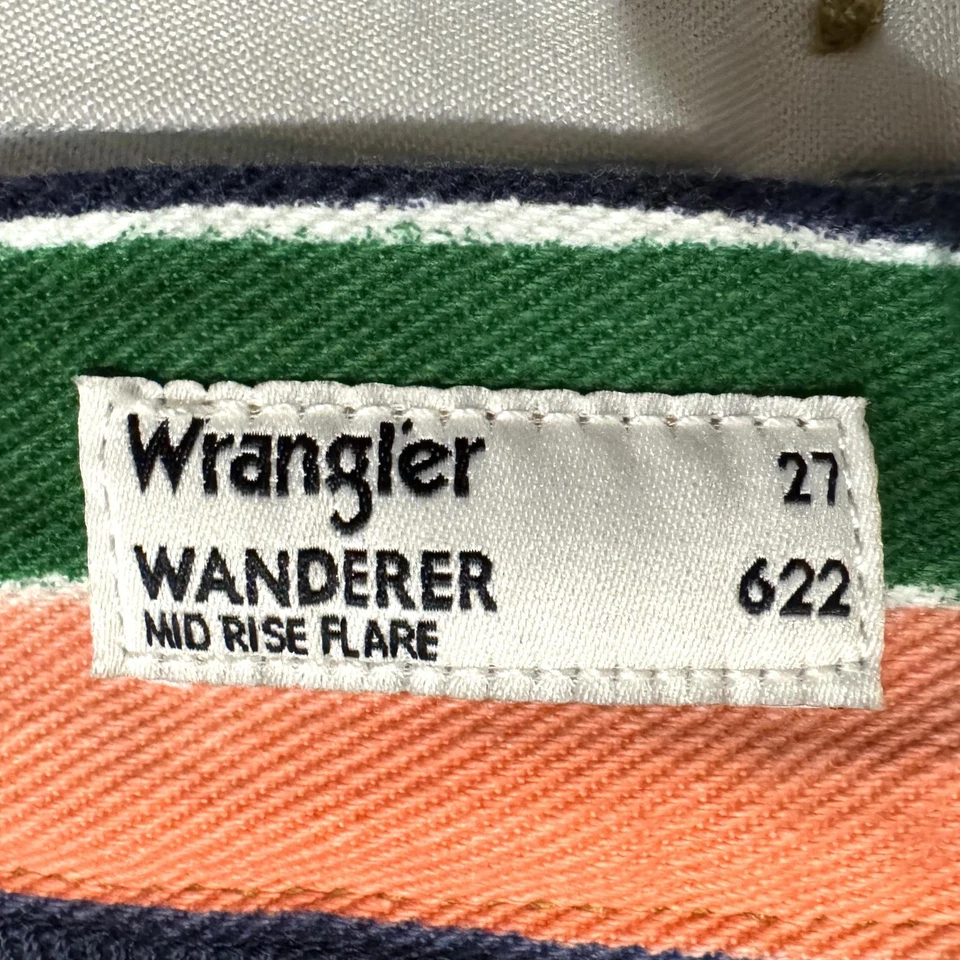 Wrangler 27
WANDERER 622
MID RISE FLARE